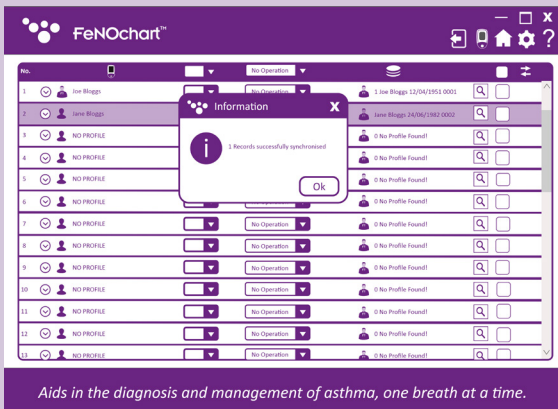 FeNOchart™
No. No Operation
1 Joe Bloggs No Operation 1 Joe Bloggs 12/04/1951 0001
Information X
2 Jane Bloggs Jane Bloggs 24/06/1982 0002
1 Records successfully synchronised
3 NO PROFILE 0 No Profile Found!
4 NO PROFILE 0 No Profile Found!
5 NO PROFILE 0 No Profile Found!
Ok
6 NO PROFILE No Operation 0 No Profile Found!
7 NO PROFILE No Operation 0 No Profile Found!
8 NO PROFILE No Operation 0 No Profile Found!
9 NO PROFILE No Operation 0 No Profile Found!
10 NO PROFILE No Operation 0 No Profile Found!
11 NO PROFILE No Operation 0 No Profile Found!
12 NO PROFILE No Operation 0 No Profile Found!
13 NO PROFILE No Operation 0 No Profile Found!
Aids in the diagnosis and management of asthma, one breath at a time.